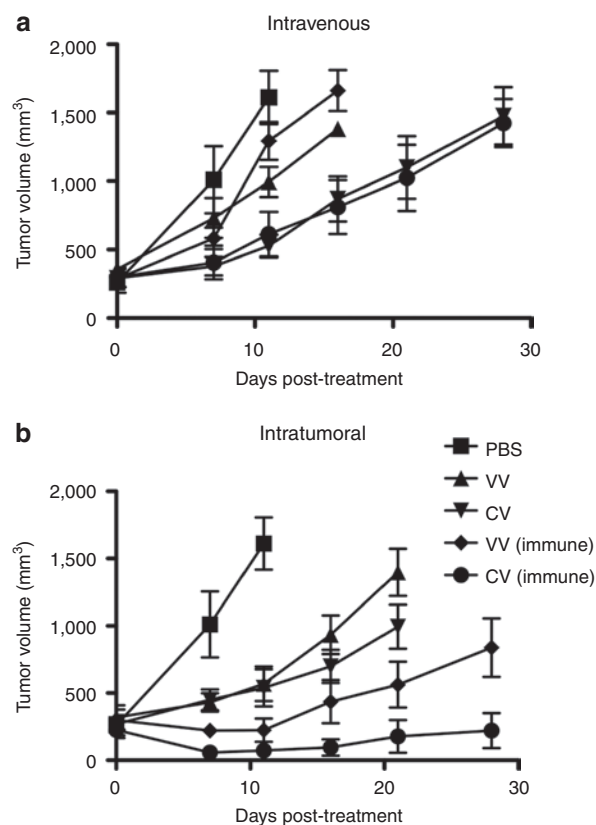 a
Intravenous
2,000
1,500
1,000
500
0
Tumor volume (mm³)
0 10 20 30
Days post-treatment
b
Intratumoral
PBS
VV
CV
VV (immune)
CV (immune)
2,000
1,500
1,000
500
0
Tumor volume (mm³)
0 10 20 30
Days post-treatment